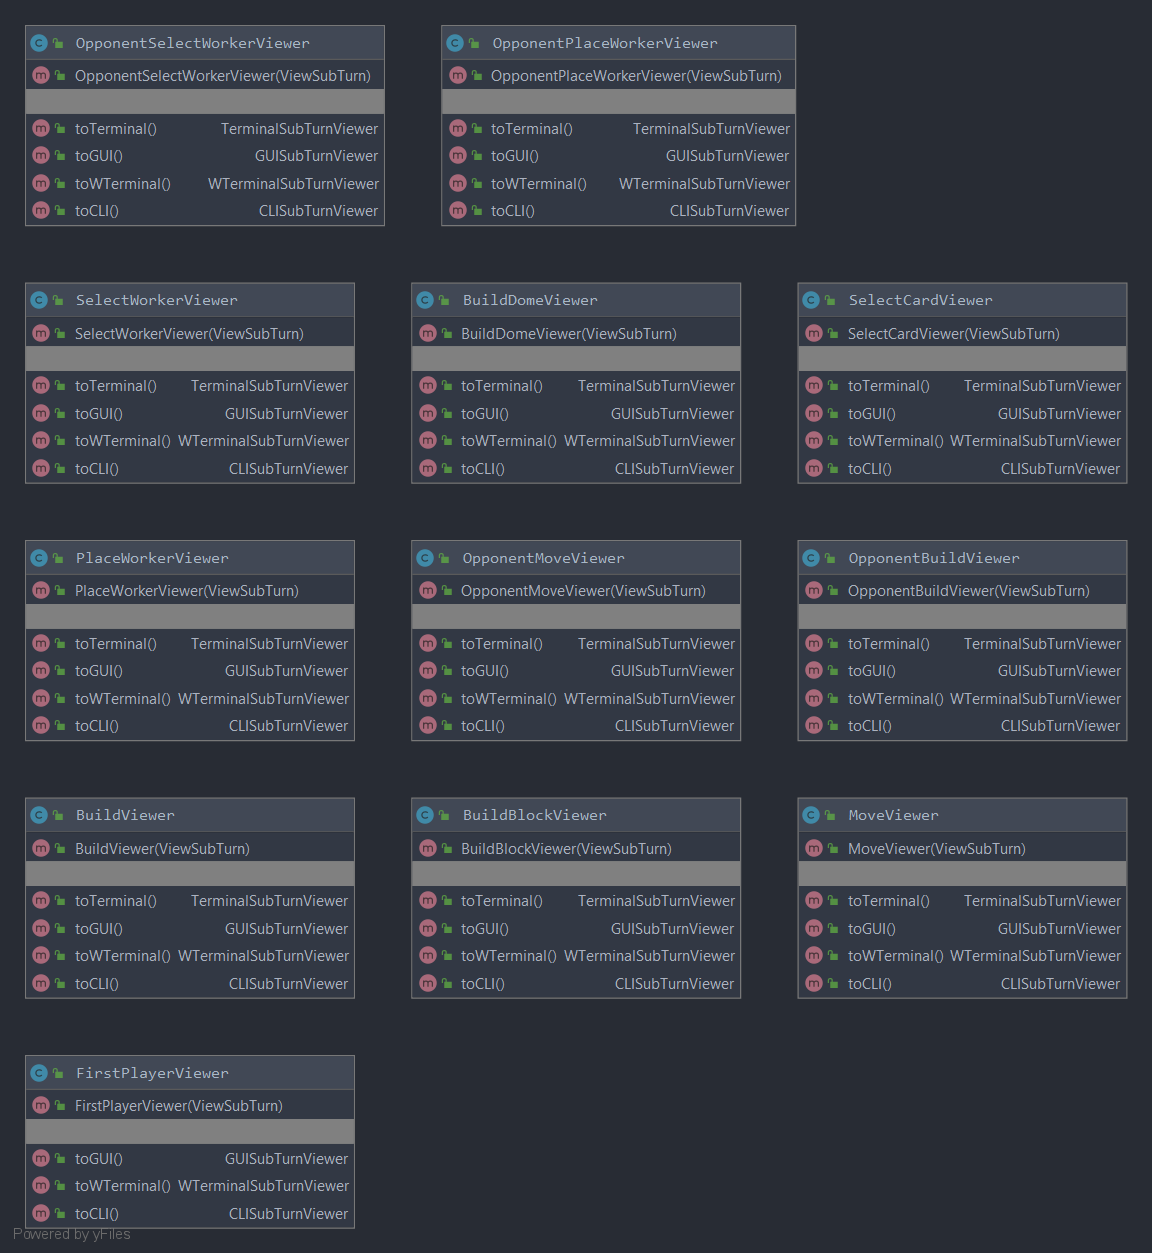 OpponentSelectWorkerViewer
OpponentSelectWorkerViewer(ViewSubTurn)
toTerminal() TerminalSubTurnViewer
toGUI() GUISubTurnViewer
toWTerminal() WTerminalSubTurnViewer
toCLI() CLISubTurnViewer
OpponentPlaceWorkerViewer
OpponentPlaceWorkerViewer(ViewSubTurn)
toTerminal() TerminalSubTurnViewer
toGUI() GUISubTurnViewer
toWTerminal() WTerminalSubTurnViewer
toCLI() CLISubTurnViewer
SelectWorkerViewer
SelectWorkerViewer(ViewSubTurn)
toTerminal() TerminalSubTurnViewer
toGUI() GUISubTurnViewer
toWTerminal() WTerminalSubTurnViewer
toCLI() CLISubTurnViewer
BuildDomeViewer
BuildDomeViewer(ViewSubTurn)
toTerminal() TerminalSubTurnViewer
toGUI() GUISubTurnViewer
toWTerminal() WTerminalSubTurnViewer
toCLI() CLISubTurnViewer
SelectCardViewer
SelectCardViewer(ViewSubTurn)
toTerminal() TerminalSubTurnViewer
toGUI() GUISubTurnViewer
toWTerminal() WTerminalSubTurnViewer
toCLI() CLISubTurnViewer
PlaceWorkerViewer
PlaceWorkerViewer(ViewSubTurn)
toTerminal() TerminalSubTurnViewer
toGUI() GUISubTurnViewer
toWTerminal() WTerminalSubTurnViewer
toCLI() CLISubTurnViewer
OpponentMoveViewer
OpponentMoveViewer(ViewSubTurn)
toTerminal() TerminalSubTurnViewer
toGUI() GUISubTurnViewer
toWTerminal() WTerminalSubTurnViewer
toCLI() CLISubTurnViewer
OpponentBuildViewer
OpponentBuildViewer(ViewSubTurn)
toTerminal() TerminalSubTurnViewer
toGUI() GUISubTurnViewer
toWTerminal() WTerminalSubTurnViewer
toCLI() CLISubTurnViewer
BuildViewer
BuildViewer(ViewSubTurn)
toTerminal() TerminalSubTurnViewer
toGUI() GUISubTurnViewer
toWTerminal() WTerminalSubTurnViewer
toCLI() CLISubTurnViewer
BuildBlockViewer
BuildBlockViewer(ViewSubTurn)
toTerminal() TerminalSubTurnViewer
toGUI() GUISubTurnViewer
toWTerminal() WTerminalSubTurnViewer
toCLI() CLISubTurnViewer
MoveViewer
MoveViewer(ViewSubTurn)
toTerminal() TerminalSubTurnViewer
toGUI() GUISubTurnViewer
toWTerminal() WTerminalSubTurnViewer
toCLI() CLISubTurnViewer
FirstPlayerViewer
FirstPlayerViewer(ViewSubTurn)
toGUI() GUISubTurnViewer
toWTerminal() WTerminalSubTurnViewer
toCLI() CLISubTurnViewer
Powered by yFiles